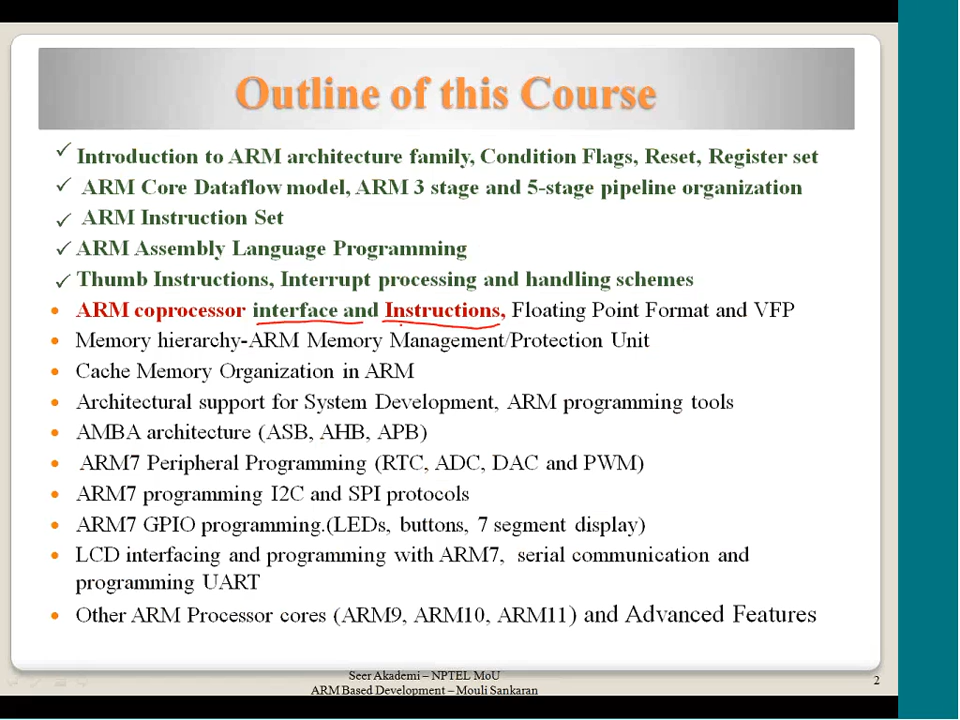 Outline of this Course
Introduction to ARM architecture family, Condition Flags, Reset, Register set
ARM Core Dataflow model, ARM 3 stage and 5-stage pipeline organization
ARM Instruction Set
ARM Assembly Language Programming
Thumb Instructions, Interrupt processing and handling schemes
ARM coprocessor interface and Instructions, Floating Point Format and VFP
Memory hierarchy-ARM Memory Management/Protection Unit
Cache Memory Organization in ARM
Architectural support for System Development, ARM programming tools
AMBA architecture (ASB, AHB, APB)
ARM7 Peripheral Programming (RTC, ADC, DAC and PWM)
ARM7 programming I2C and SPI protocols
ARM7 GPIO programming.(LEDs, buttons, 7 segment display)
LCD interfacing and programming with ARM7, serial communication and
programming UART
Other ARM Processor cores (ARM9, ARM10, ARM11) and Advanced Features
Seer Akademi – NPTEL MoU
ARM Based Development – Mouli Sankaran
2